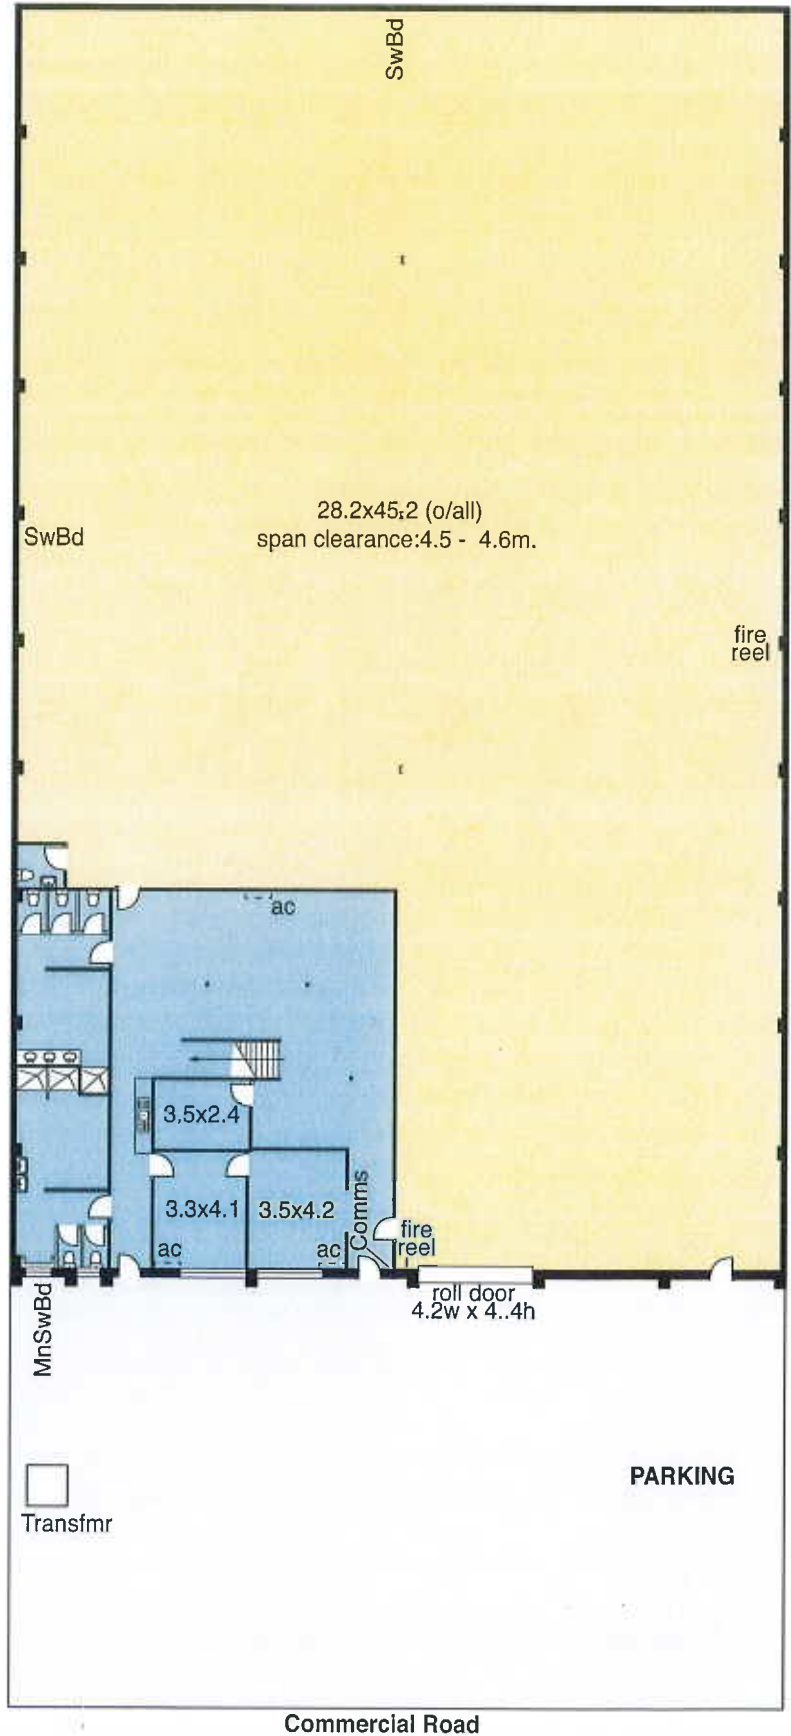 SwBd
28.2x45.2 (o/all)
span clearance:4.5 - 4.6m.
SwBd
fire
reel
ac
3.5x2.4
3.3x4.1
3.5x4.2
Comms
fire
reel
ac
ac
roll door
4.2w x 4..4h
MnSwBd
PARKING
Transfmr
Commercial Road